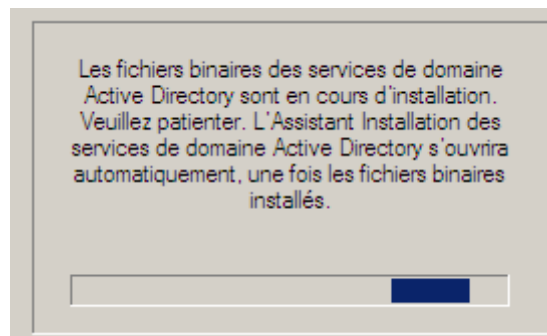 Les fichiers binaires des services de domaine
Active Directory sont en cours d'installation.
Veuillez patienter. L'Assistant Installation des
services de domaine Active Directory s'ouvrira
automatiquement, une fois les fichiers binaires
installés.